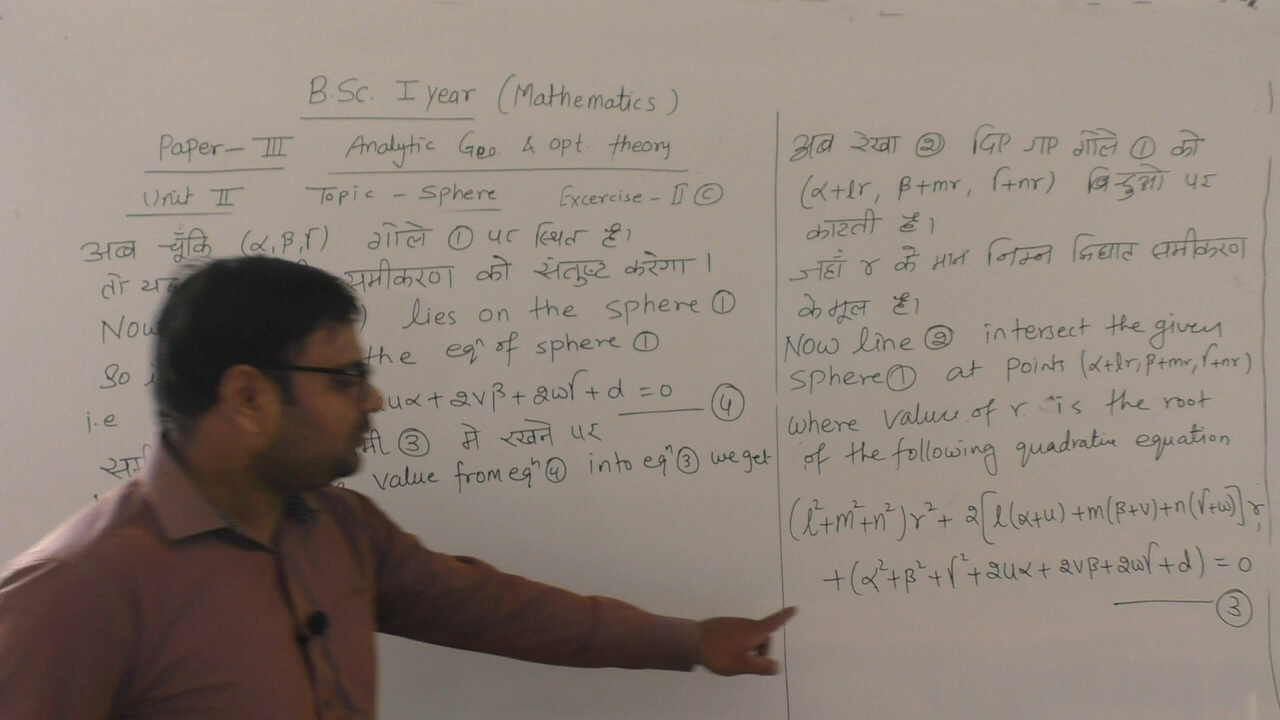 B.Sc. I year (Mathematics)
Paper- III Analytic Geo. & opt. theory
Unit II Topic - Sphere Excercise - II ©
अब चूँकि (α, β, γ) गोले ① पर स्थित है।
तो समीकरण को संतुष्ट करेगा।
Now ) lies on the sphere ①
So the eqⁿ of sphere ①
i.e 2uα + 2vβ + 2wγ + d = 0 ④
③ मे रखने पर
value from eqⁿ ④ into eqⁿ ③ we get
अब रेखा ② दिए गए गोले ① को
(α+lr, β+mr, γ+nr) बिन्दुओ पर
काटती है।
जहाँ r के मान निम्न द्विघात समीकरण
के मूल है।
Now line ② intersect the given
sphere ① at points (α+lr, β+mr, γ+nr)
where value of r is the root
of the following quadratic equation
(l²+m²+n²)r² + 2[l(α+u) + m(β+v) + n(γ+w)]r
+ (α²+β²+γ²+2uα+2vβ+2wγ+d) = 0
③